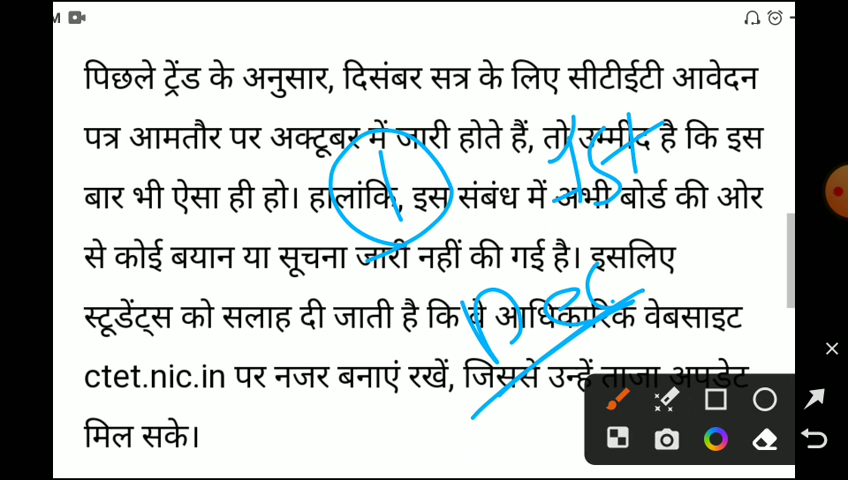 M
पिछले ट्रेंड के अनुसार, दिसंबर सत्र के लिए सीटीईटी आवेदन
पत्र आमतौर पर अक्टूबर में जारी होते हैं, तो उम्मीद है कि इस
बार भी ऐसा ही हो। हालांकि, इस संबंध में अभी बोर्ड की ओर
से कोई बयान या सूचना जारी नहीं की गई है। इसलिए
स्टूडेंट्स को सलाह दी जाती है कि वे आधिकारिक वेबसाइट
ctet.nic.in पर नजर बनाएं रखें, जिससे उन्हें ताजा अपडेट
मिल सके।
1
1st
Dec